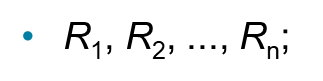 • R1, R2, ..., Rn;